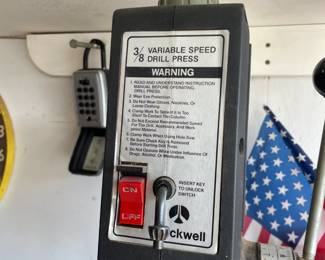 3/8 VARIABLE SPEED
DRILL PRESS
WARNING
1. READ AND UNDERSTAND INSTRUCTION
MANUAL BEFORE OPERATING
DRILL PRESS.
2. Wear Eye Protection.
3. Do Not Wear Gloves, Neckties, Or
Loose Clothing.
4. Clamp Work To Table If It Is Too
Short To Contact The Column.
5. Do Not Exceed Recommended Speed
For The Drill, Accessory, And Work-
piece Material.
6. Clamp Work When Using Hole Saw.
7. Be Sure Chuck Key Is Removed
Before Starting Drill Press.
8. Do Not Operate While Under Influence Of
Drugs, Alcohol, Or Medication.
ON
OFF
INSERT KEY
TO UNLOCK
SWITCH
ckwell